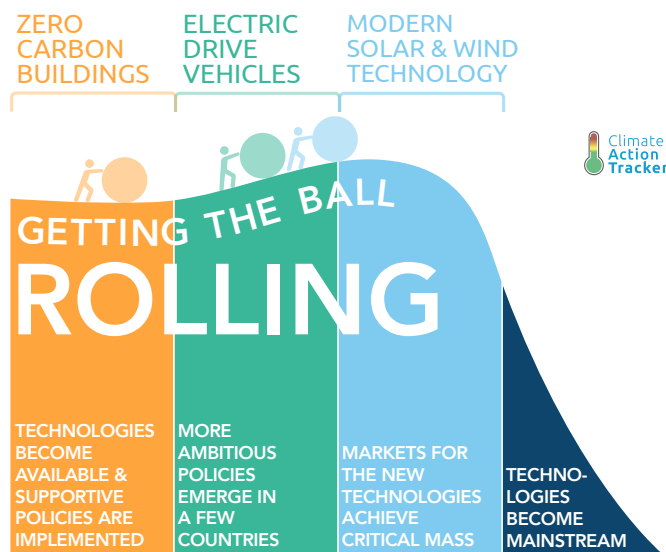 ZERO
CARBON
BUILDINGS
ELECTRIC
DRIVE
VEHICLES
MODERN
SOLAR & WIND
TECHNOLOGY
Climate
Action
Tracker
GETTING THE BALL
ROLLING
TECHNOLOGIES
BECOME
AVAILABLE &
SUPPORTIVE
POLICIES ARE
IMPLEMENTED
MORE
AMBITIOUS
POLICIES
EMERGE IN
A FEW
COUNTRIES
MARKETS FOR
THE NEW
TECHNOLOGIES
ACHIEVE
CRITICAL MASS
TECHNO-
LOGIES
BECOME
MAINSTREAM